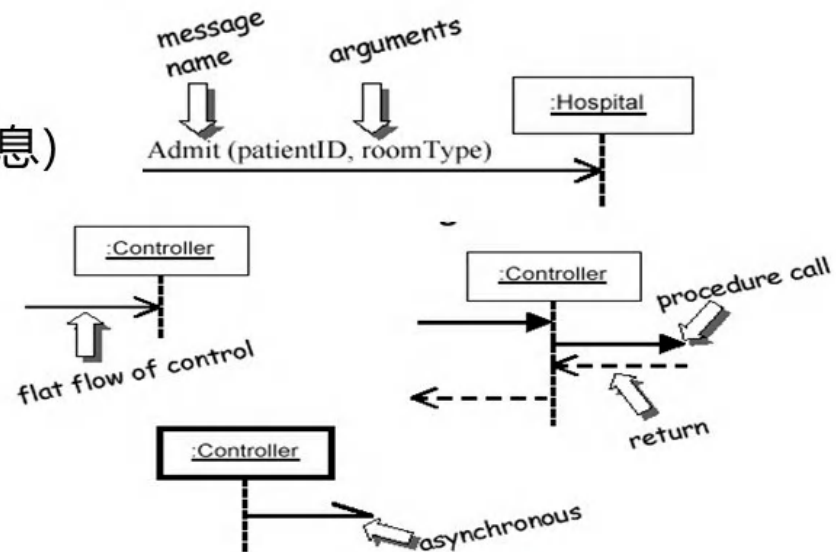 message
name
arguments
:Hospital
息)
Admit (patientID, roomType)
:Controller
:Controller
procedure call
flat flow of control
return
:Controller
asynchronous